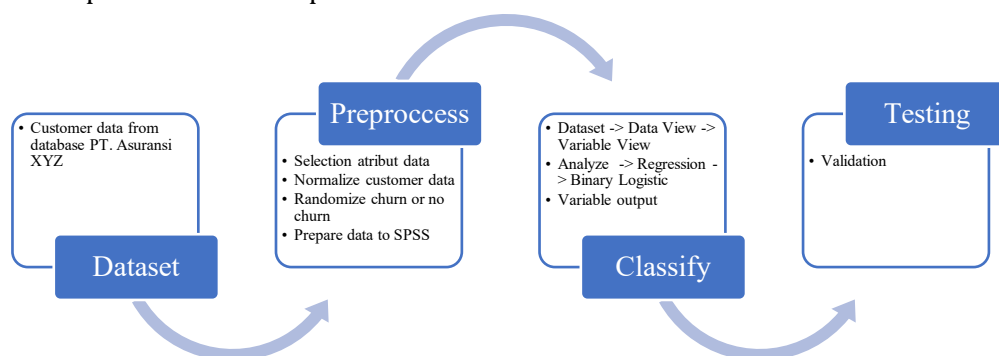 • Customer data from
database PT. Asuransi
XYZ
Dataset
Preproccess
• Selection atribut data
• Normalize customer data
• Randomize churn or no
churn
• Prepare data to SPSS
• Dataset -> Data View ->
Variable View
• Analyze -> Regression -
> Binary Logistic
• Variable output
Classify
Testing
• Validation